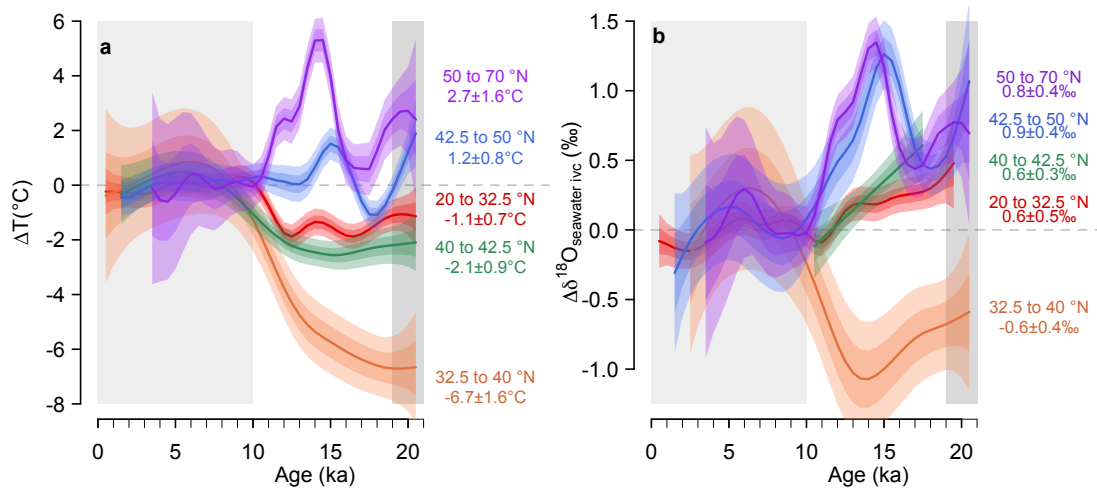 a
6
4
2
0
-2
-4
-6
-8
ΔT(°C)
0
5
10
15
20
Age (ka)
50 to 70 °N
2.7±1.6°C
42.5 to 50 °N
1.2±0.8°C
20 to 32.5 °N
-1.1±0.7°C
40 to 42.5 °N
-2.1±0.9°C
32.5 to 40 °N
-6.7±1.6°C
b
1.5
1.0
0.5
0.0
-0.5
-1.0
Δδ¹⁸O seawater ivc (‰)
0
5
10
15
20
Age (ka)
50 to 70 °N
0.8±0.4‰
42.5 to 50 °N
0.9±0.4‰
40 to 42.5 °N
0.6±0.3‰
20 to 32.5 °N
0.6±0.5‰
32.5 to 40 °N
-0.6±0.4‰